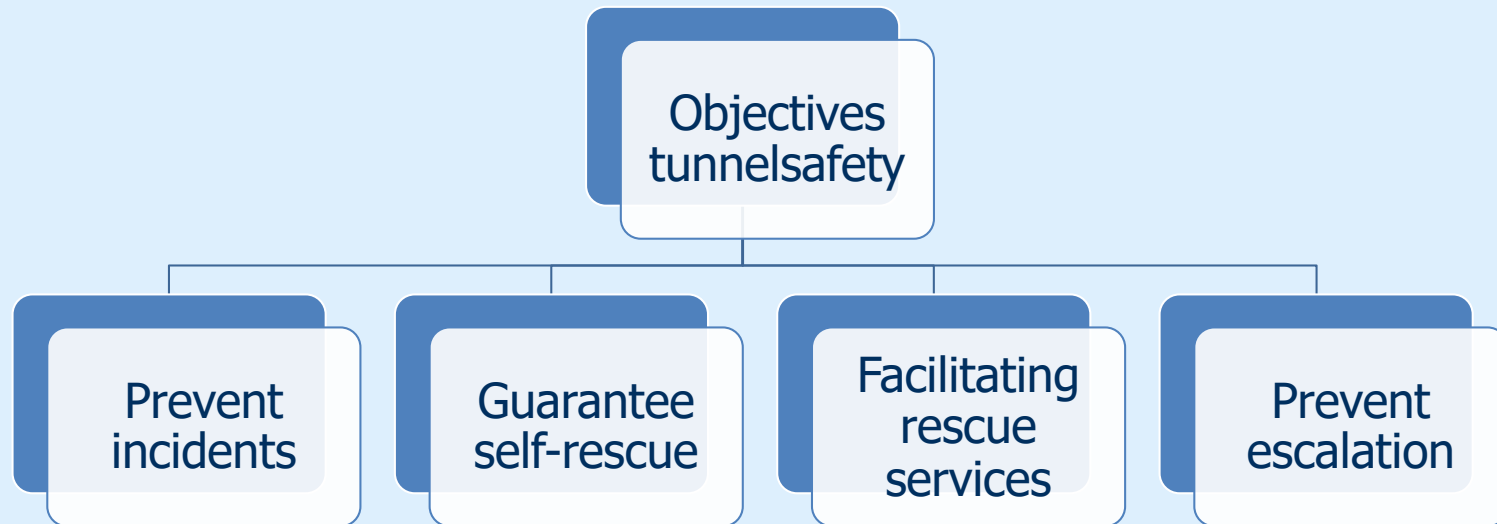 Objectives
tunnelsafety
Prevent
incidents
Guarantee
self-rescue
Facilitating
rescue
services
Prevent
escalation